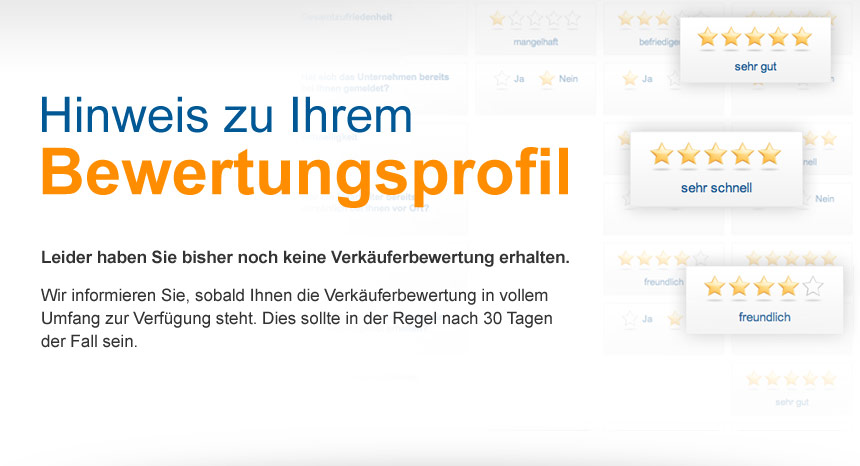 Gesamtzufriedenheit
mangelhaft
befriedigen
sehr gut
Hat sich das Unternehmen bereits
bei Ihnen gemeldet?
Ja
Nein
Ja
Hinweis zu Ihrem
Bewertungsprofil
sehr schnell
Nein
vor Ort?
Leider haben Sie bisher noch keine Verkäuferbewertung erhalten.
Wir informieren Sie, sobald Ihnen die Verkäuferbewertung in vollem
Umfang zur Verfügung steht. Dies sollte in der Regel nach 30 Tagen
der Fall sein.
freundlich
freundlich
Ja
sehr gut